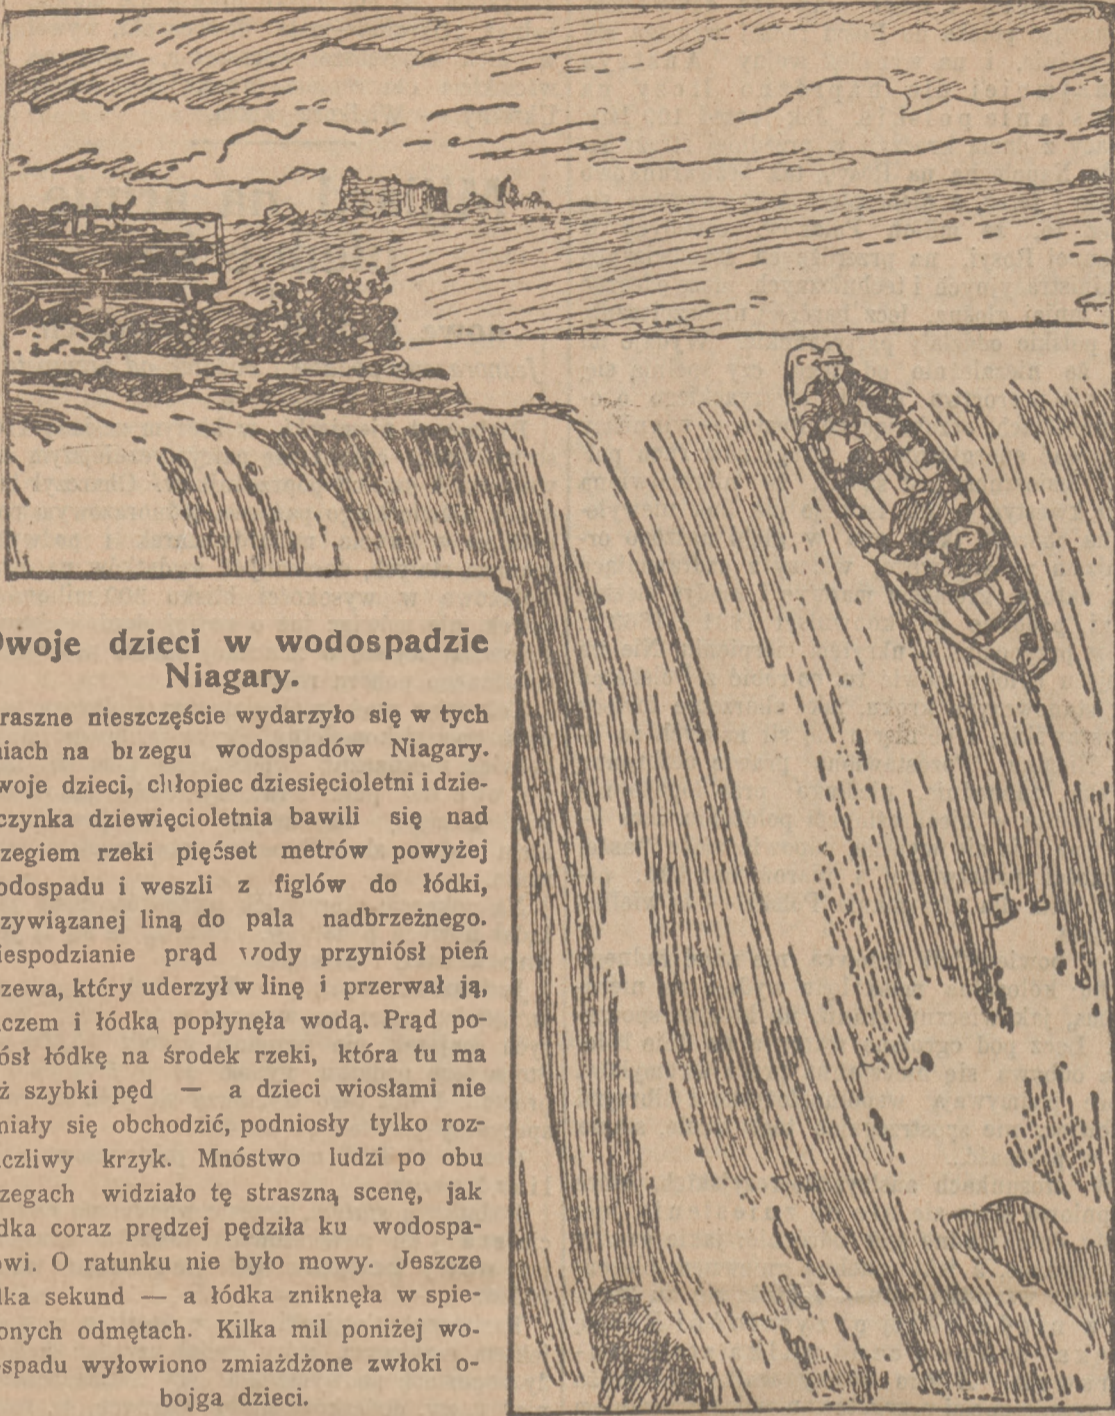 Dwoje dzieci w wodospadzie
Niagary.
raszne nieszczęście wydarzyło się w tych
niach na brzegu wodospadów Niagary.
woje dzieci, chłopiec dziesięcioletni i dzie-
czynka dziewięcioletnia bawili się nad
zegiem rzeki pięćset metrów powyżej
odospadu i weszli z figlów do łódki,
zywiązanej liną do pala nadbrzeżnego.
iespodzianie prąd wody przyniósł pień
zewa, który uderzył w linę i przerwał ją,
czem i łódką popłynęła wodą. Prąd po-
ósł łódkę na środek rzeki, która tu ma
ż szybki pęd — a dzieci wiosłami nie
miały się obchodzić, podniosły tylko roz-
czliwy krzyk. Mnóstwo ludzi po obu
zegach widziało tę straszną scenę, jak
dka coraz prędzej pędziła ku wodospa-
owi. O ratunku nie było mowy. Jeszcze
lka sekund — a łódka zniknęła w spie-
onych odmętach. Kilka mil poniżej wo-
spadu wyłowiono zmiażdżone zwłoki o-
bojga dzieci.